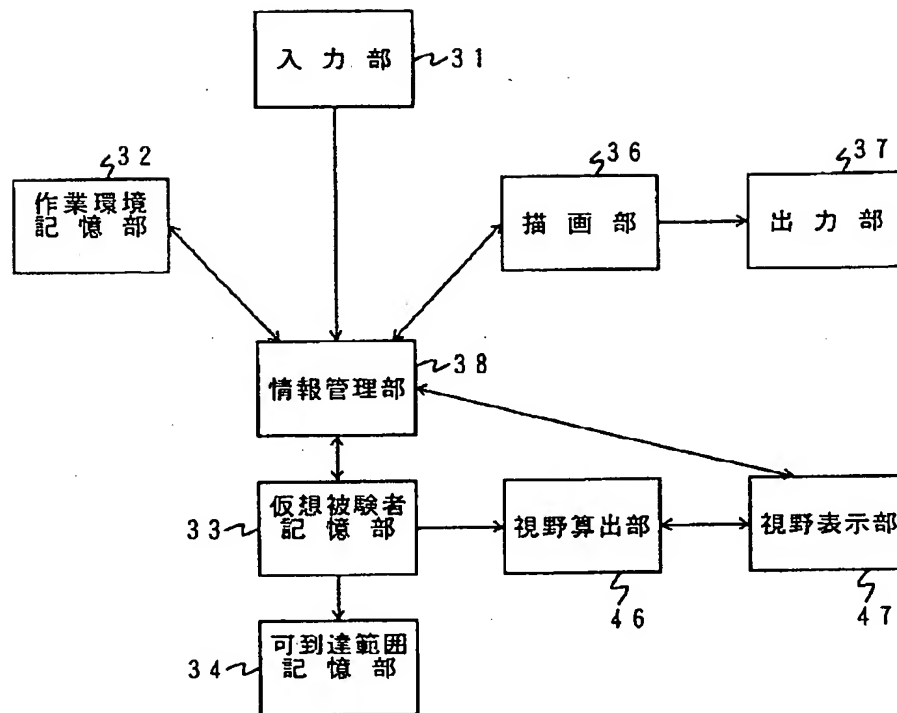 入力部
31
32
作業環境
記憶部
36
描画部
37
出力部
情報管理部
38
33
仮想被験者
記憶部
視野算出部
46
視野表示部
47
34
可到達範囲
記憶部